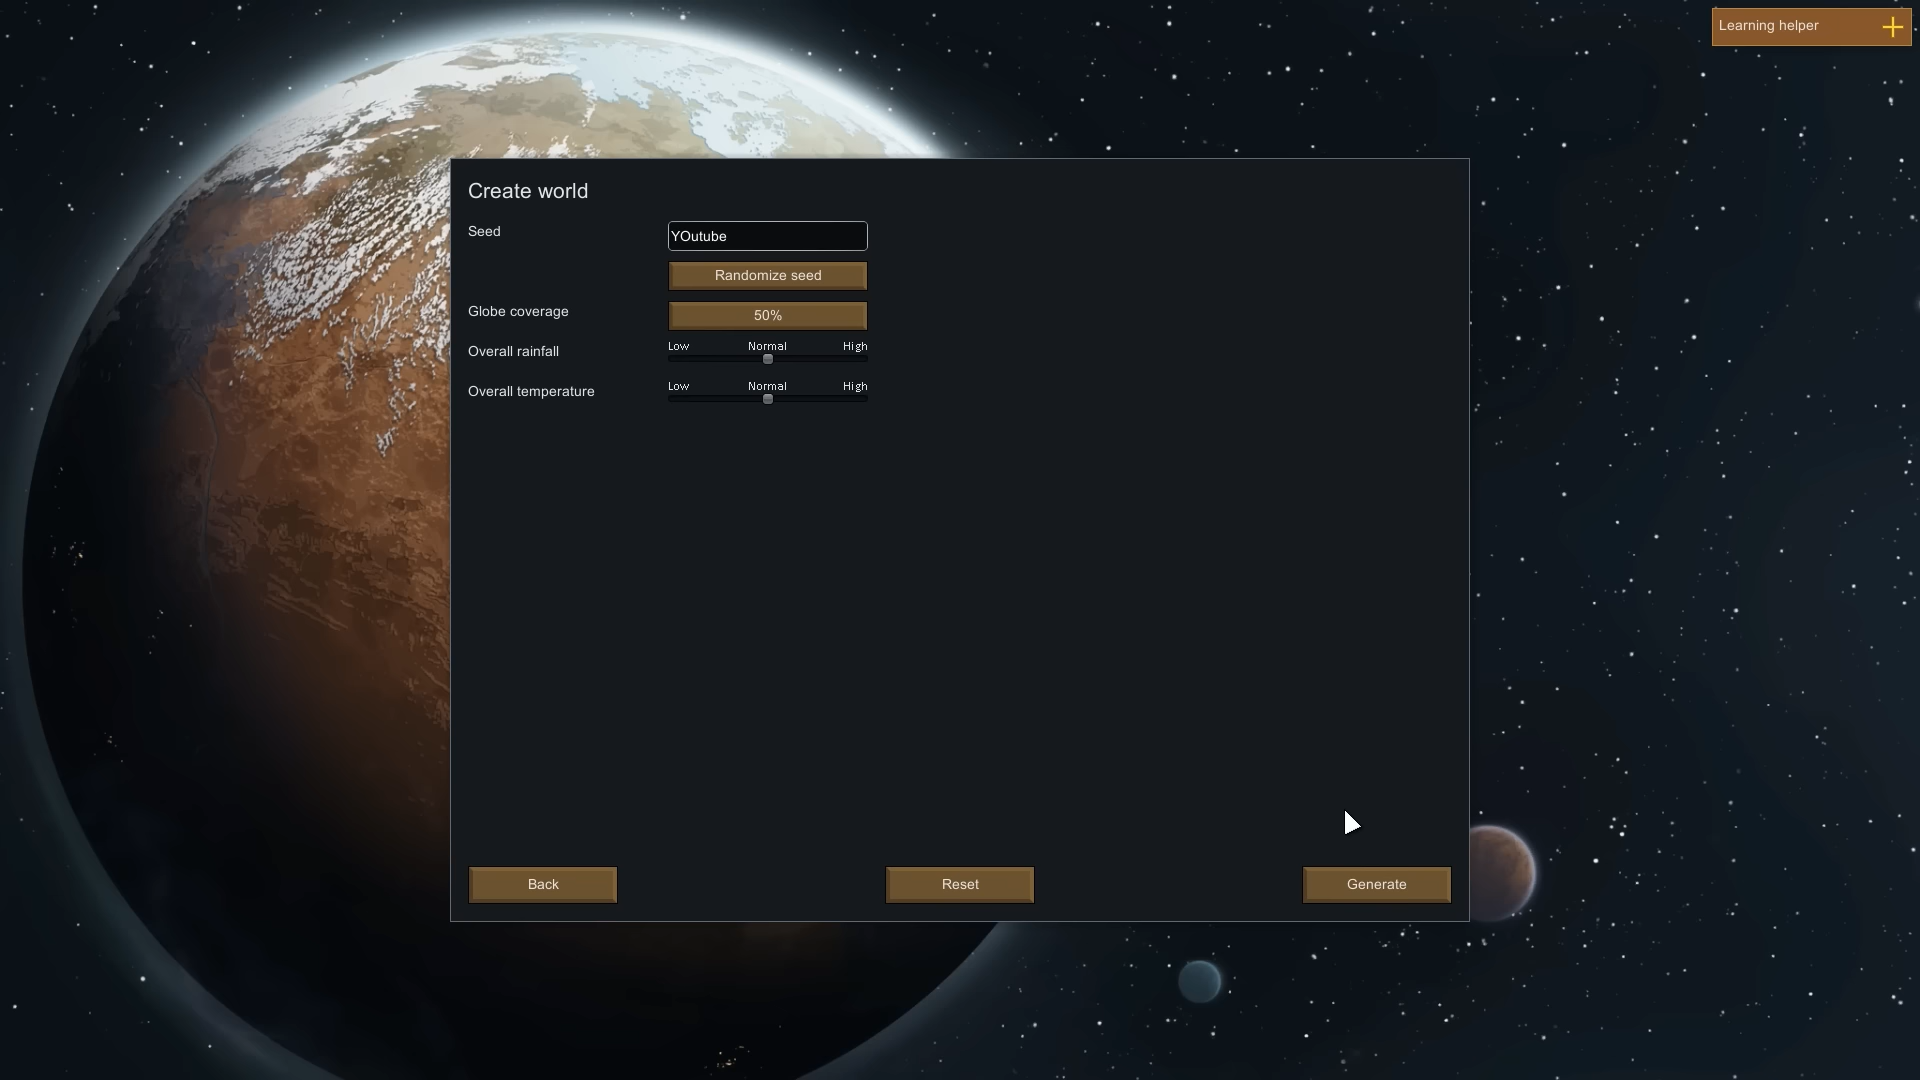 Learning helper
Create world
Seed
YOutube
Randomize seed
Globe coverage
50%
Overall rainfall
Low Normal High
Overall temperature
Low Normal High
Back
Reset
Generate